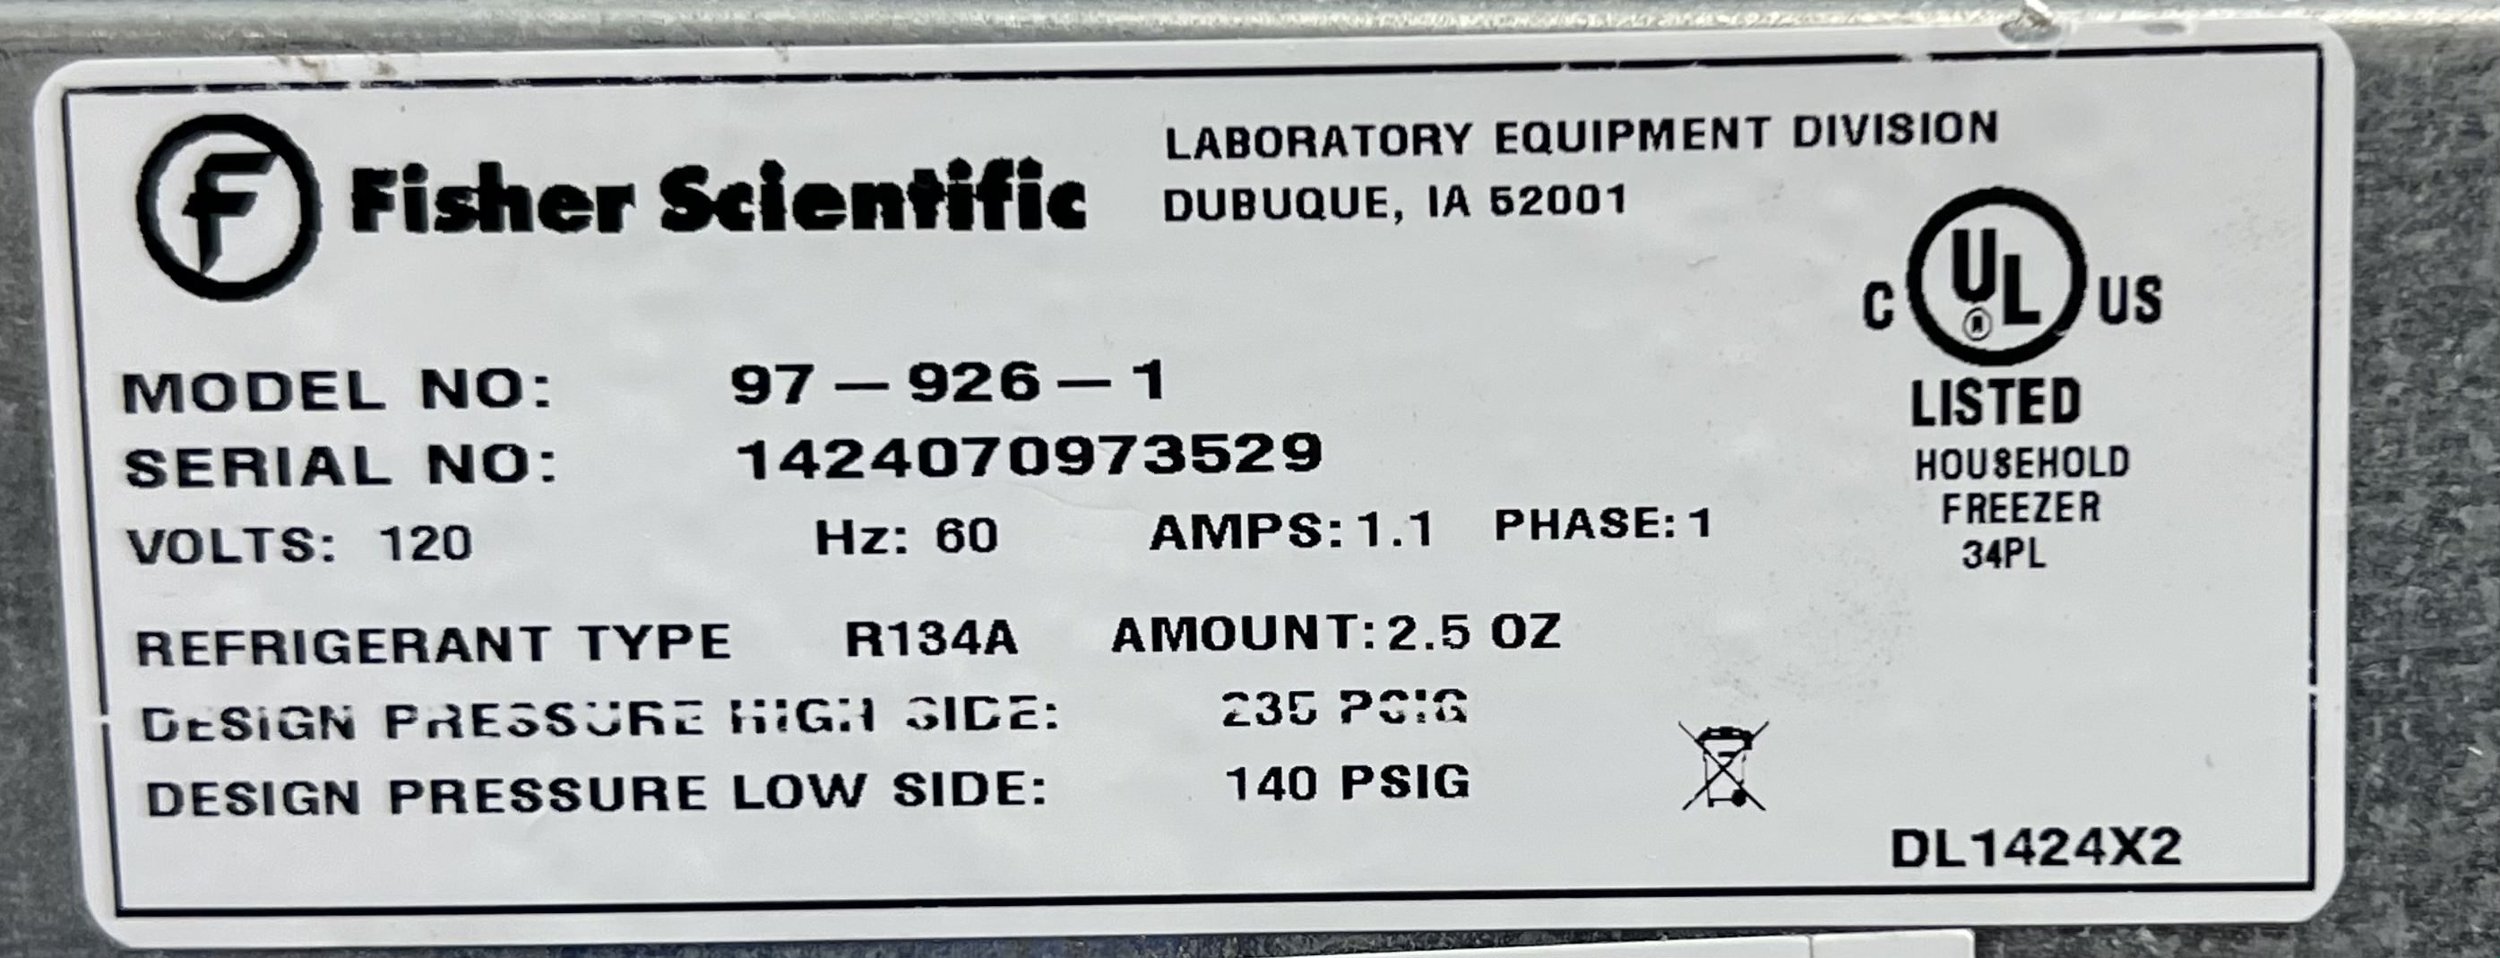 Fisher Scientific
LABORATORY EQUIPMENT DIVISION
DUBUQUE, IA 52001
C UL® US
LISTED
HOUSEHOLD
FREEZER
34PL
MODEL NO: 97-926-1
SERIAL NO: 1424070973529
VOLTS: 120 Hz: 60 AMPS: 1.1 PHASE: 1
REFRIGERANT TYPE R134A AMOUNT: 2.5 OZ
DESIGN PRESSURE HIGH SIDE: 235 PSIG
DESIGN PRESSURE LOW SIDE: 140 PSIG
DL1424X2